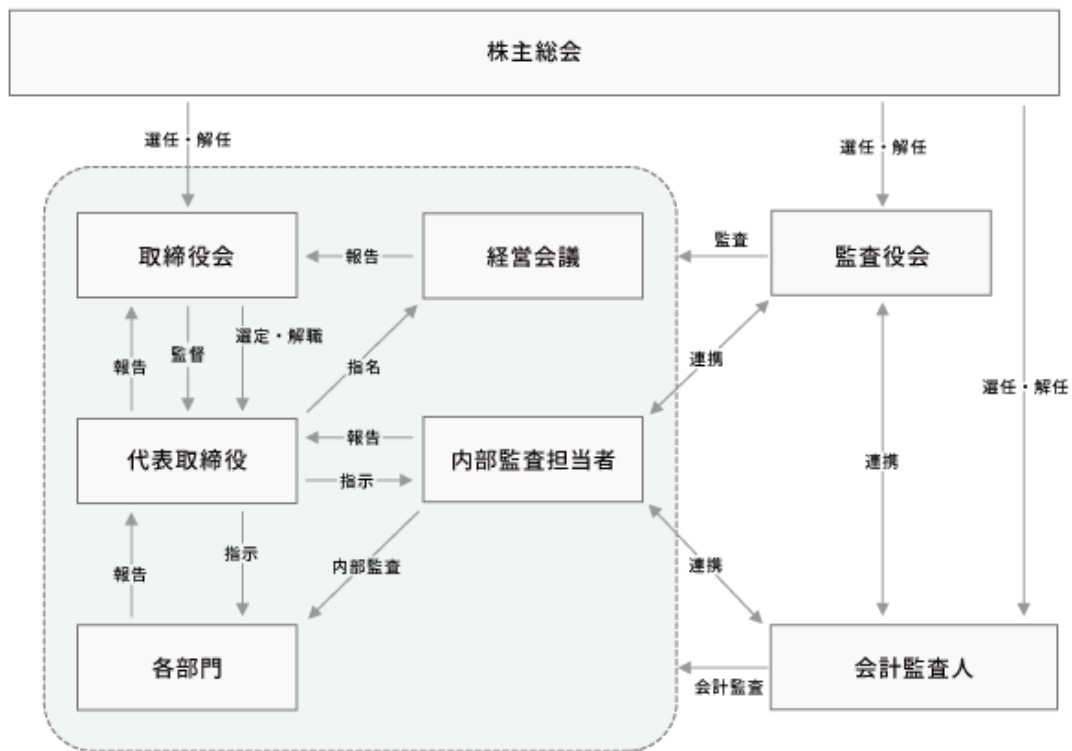 株主総会
選任・解任
選任・解任
取締役会
報告
経営会議
監査
監査役会
報告
監督
選定・解職
指名
連携
選任・解任
代表取締役
報告
指示
内部監査担当者
連携
報告
指示
内部監査
連携
各部門
会計監査
会計監査人